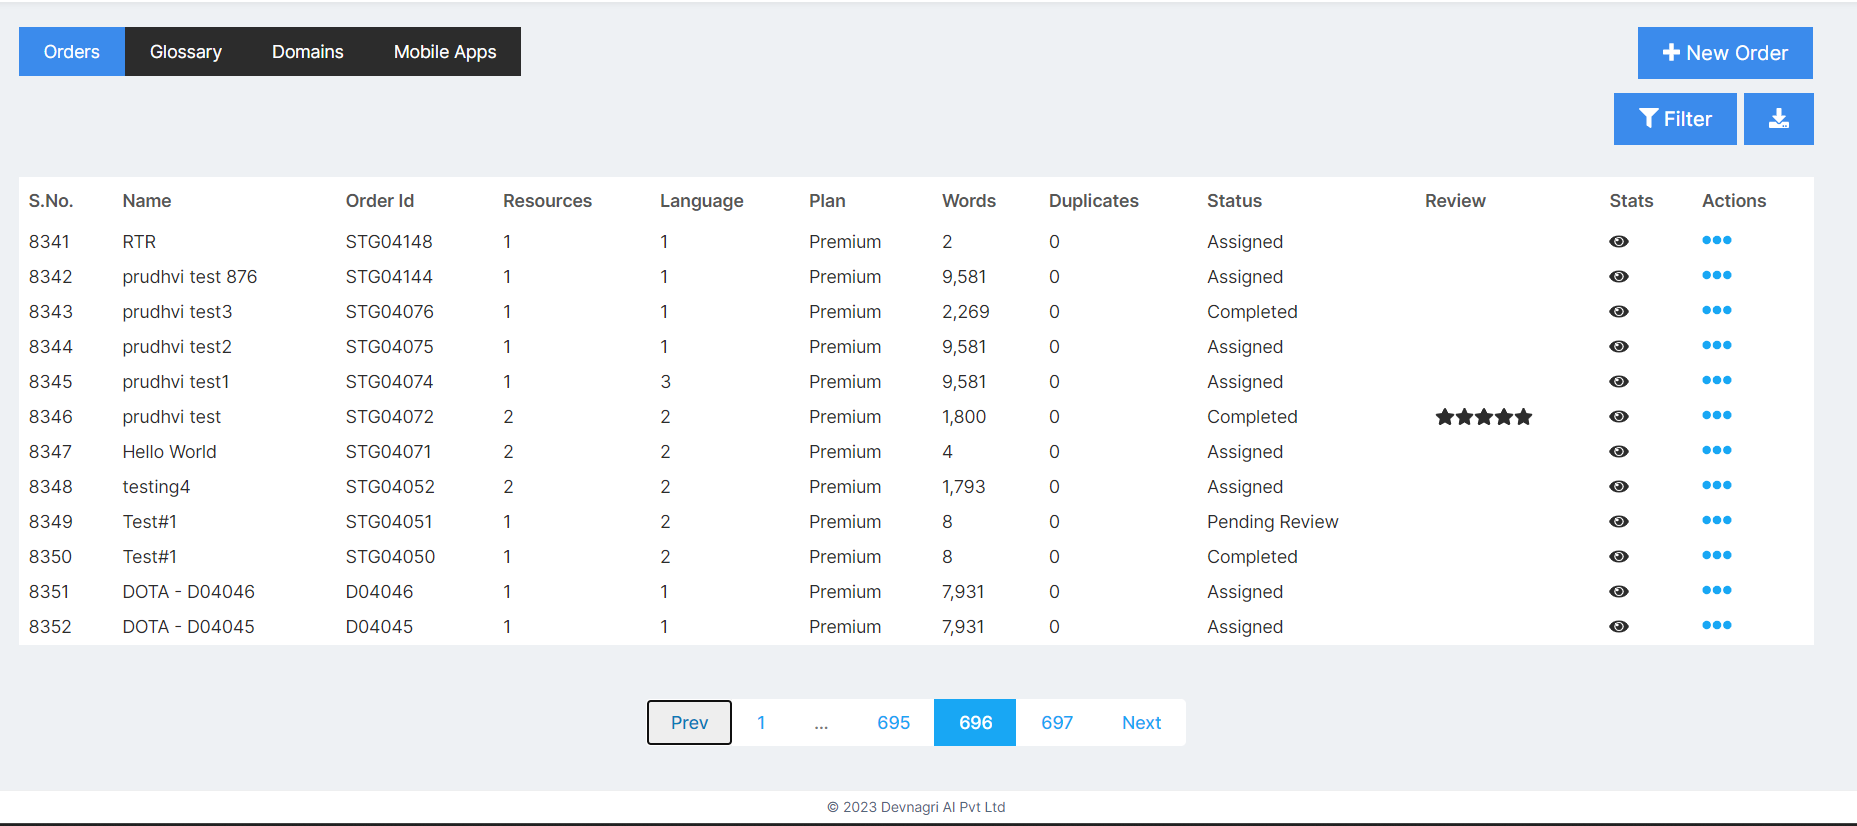 Orders Glossary Domains Mobile Apps
New Order
Filter
S.No. Name Order Id Resources Language Plan Words Duplicates Status Review Stats Actions
8341 RTR STG04148 1 1 Premium 2 0 Assigned
8342 prudhvi test 876 STG04144 1 1 Premium 9,581 0 Assigned
8343 prudhvi test3 STG04076 1 1 Premium 2,269 0 Completed
8344 prudhvi test2 STG04075 1 1 Premium 9,581 0 Assigned
8345 prudhvi test1 STG04074 1 3 Premium 9,581 0 Assigned
8346 prudhvi test STG04072 2 2 Premium 1,800 0 Completed
8347 Hello World STG04071 2 2 Premium 4 0 Assigned
8348 testing4 STG04052 2 2 Premium 1,793 0 Assigned
8349 Test#1 STG04051 1 2 Premium 8 0 Pending Review
8350 Test#1 STG04050 1 2 Premium 8 0 Completed
8351 DOTA - D04046 D04046 1 1 Premium 7,931 0 Assigned
8352 DOTA - D04045 D04045 1 1 Premium 7,931 0 Assigned
Prev 1 ... 695 696 697 Next
© 2023 Devnagri AI Pvt Ltd